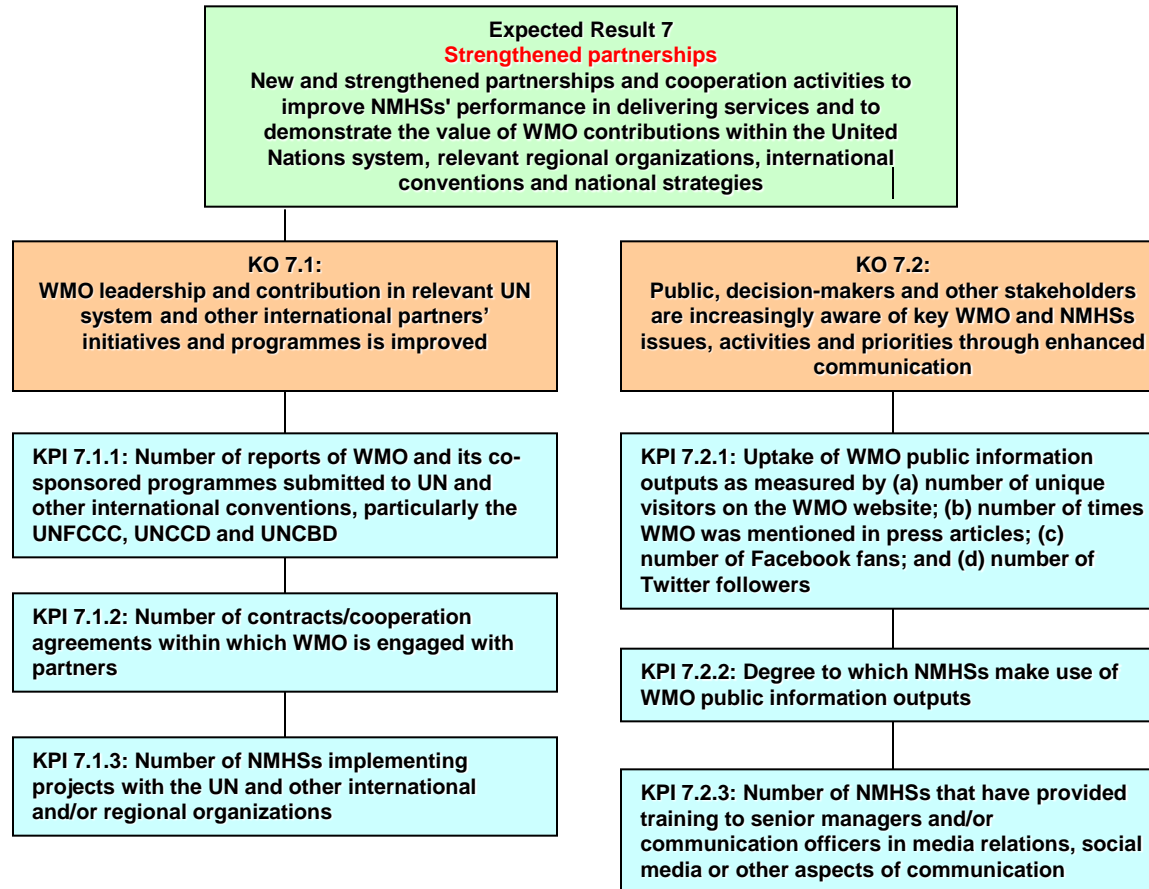 Expected Result 7
Strengthened partnerships
New and strengthened partnerships and cooperation activities to
improve NMHSs' performance in delivering services and to
demonstrate the value of WMO contributions within the United
Nations system, relevant regional organizations, international
conventions and national strategies
KO 7.1:
WMO leadership and contribution in relevant UN
system and other international partners’
initiatives and programmes is improved
KPI 7.1.1: Number of reports of WMO and its co-
sponsored programmes submitted to UN and
other international conventions, particularly the
UNFCCC, UNCCD and UNCBD
KPI 7.1.2: Number of contracts/cooperation
agreements within which WMO is engaged with
partners
KPI 7.1.3: Number of NMHSs implementing
projects with the UN and other international
and/or regional organizations
KO 7.2:
Public, decision-makers and other stakeholders
are increasingly aware of key WMO and NMHSs
issues, activities and priorities through enhanced
communication
KPI 7.2.1: Uptake of WMO public information
outputs as measured by (a) number of unique
visitors on the WMO website; (b) number of times
WMO was mentioned in press articles; (c)
number of Facebook fans; and (d) number of
Twitter followers
KPI 7.2.2: Degree to which NMHSs make use of
WMO public information outputs
KPI 7.2.3: Number of NMHSs that have provided
training to senior managers and/or
communication officers in media relations, social
media or other aspects of communication